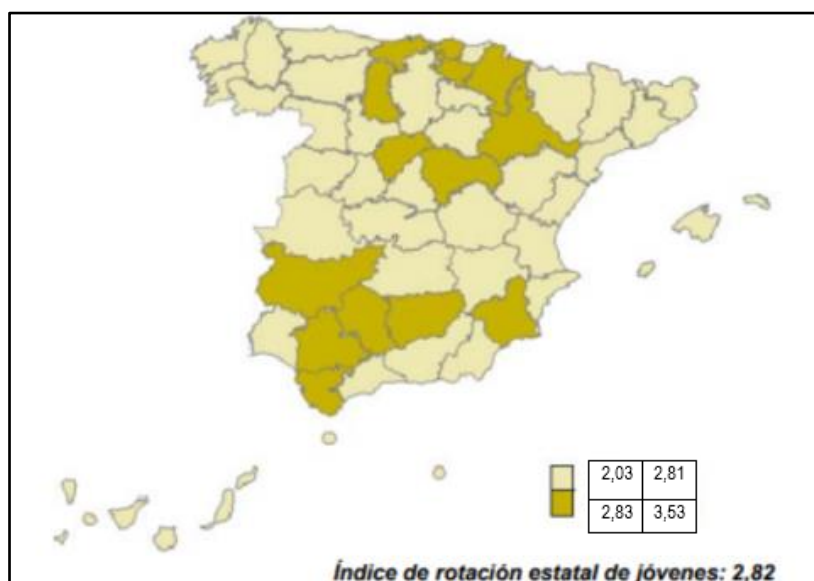 2,03 2,81
2,83 3,53
Índice de rotación estatal de jóvenes: 2,82